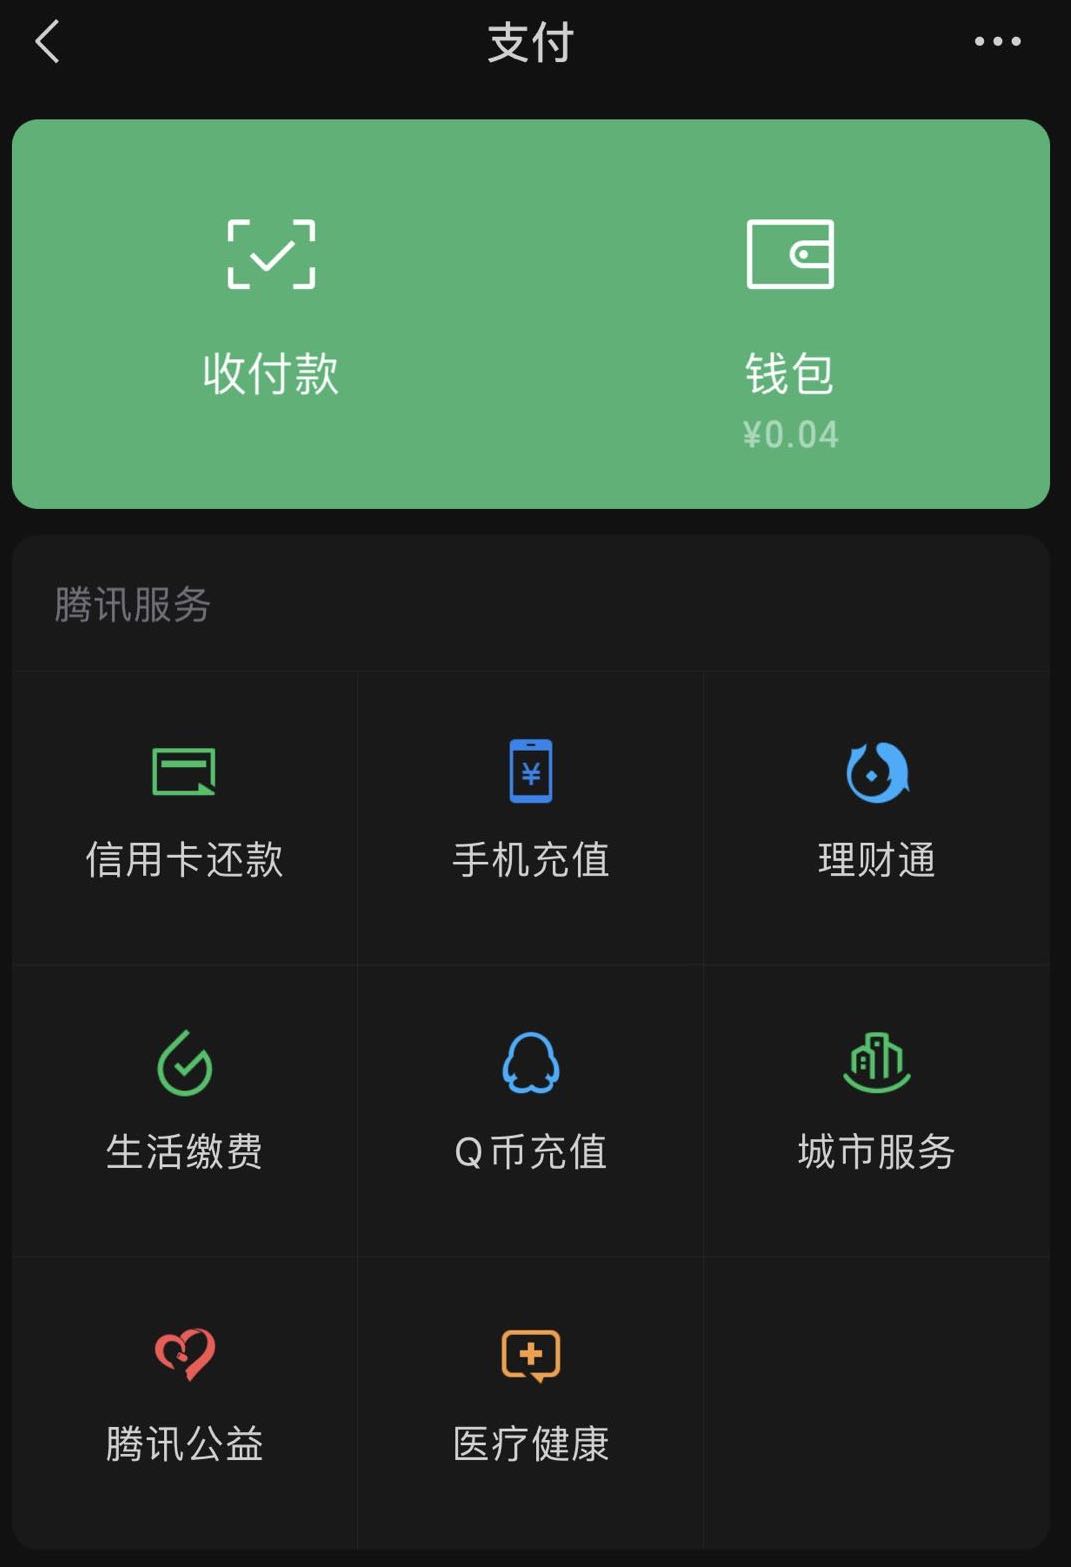 支付
收付款
钱包
¥0.04
腾讯服务
信用卡还款
手机充值
理财通
生活缴费
Q币充值
城市服务
腾讯公益
医疗健康